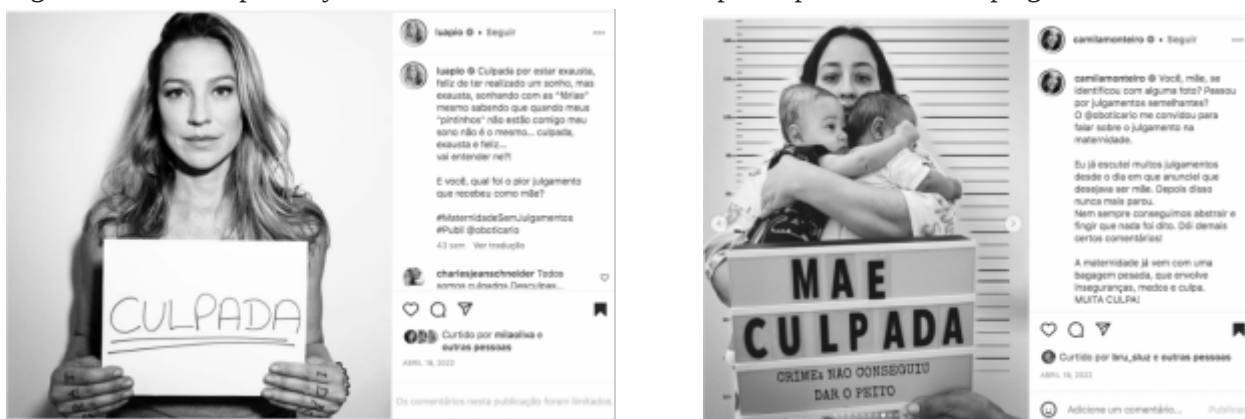 luapio • Seguir
luapio Culpada por estar exausta,
feliz de ter realizado um sonho, mas
exausta, sonhando com as "férias"
mesmo sabendo que quando meus
"pintinhos" não estão comigo meu
sono não é o mesmo... culpada,
exausta e feliz...
vai entender né?!
E você, qual foi o pior julgamento
que recebeu como mãe?
#MaternidadeSemJulgamentos
#Publi @oboticario
43 sem Ver tradução
charlesjeanschneider Todos
somos culpados.Desculpas...
Curtido por milaoliva e
outras pessoas
ABRIL 18, 2022
Os comentários nesta publicação foram limitados.
CULPADA
camilamonteiro • Seguir
camilamonteiro Você, mãe, se
identificou com alguma foto? Passou
por julgamentos semelhantes?
O @oboticario me convidou para
falar sobre o julgamento na
maternidade.
Eu já escutei muitos julgamentos
desde o dia em que anunciei que
desejava ser mãe. Depois disso
nunca mais parou.
Nem sempre conseguimos abstrair e
fingir que nada foi dito. Dói demais
certos comentários!
A maternidade já vem com uma
bagagem pesada, que envolve
inseguranças, medos e culpa.
MUITA CULPA!
Curtido por bru_sluz e outras pessoas
ABRIL 18, 2022
Adicione um comentário...
Publicar
MAE
CULPADA
CRIME: NÃO CONSEGUIU
DAR O PEITO